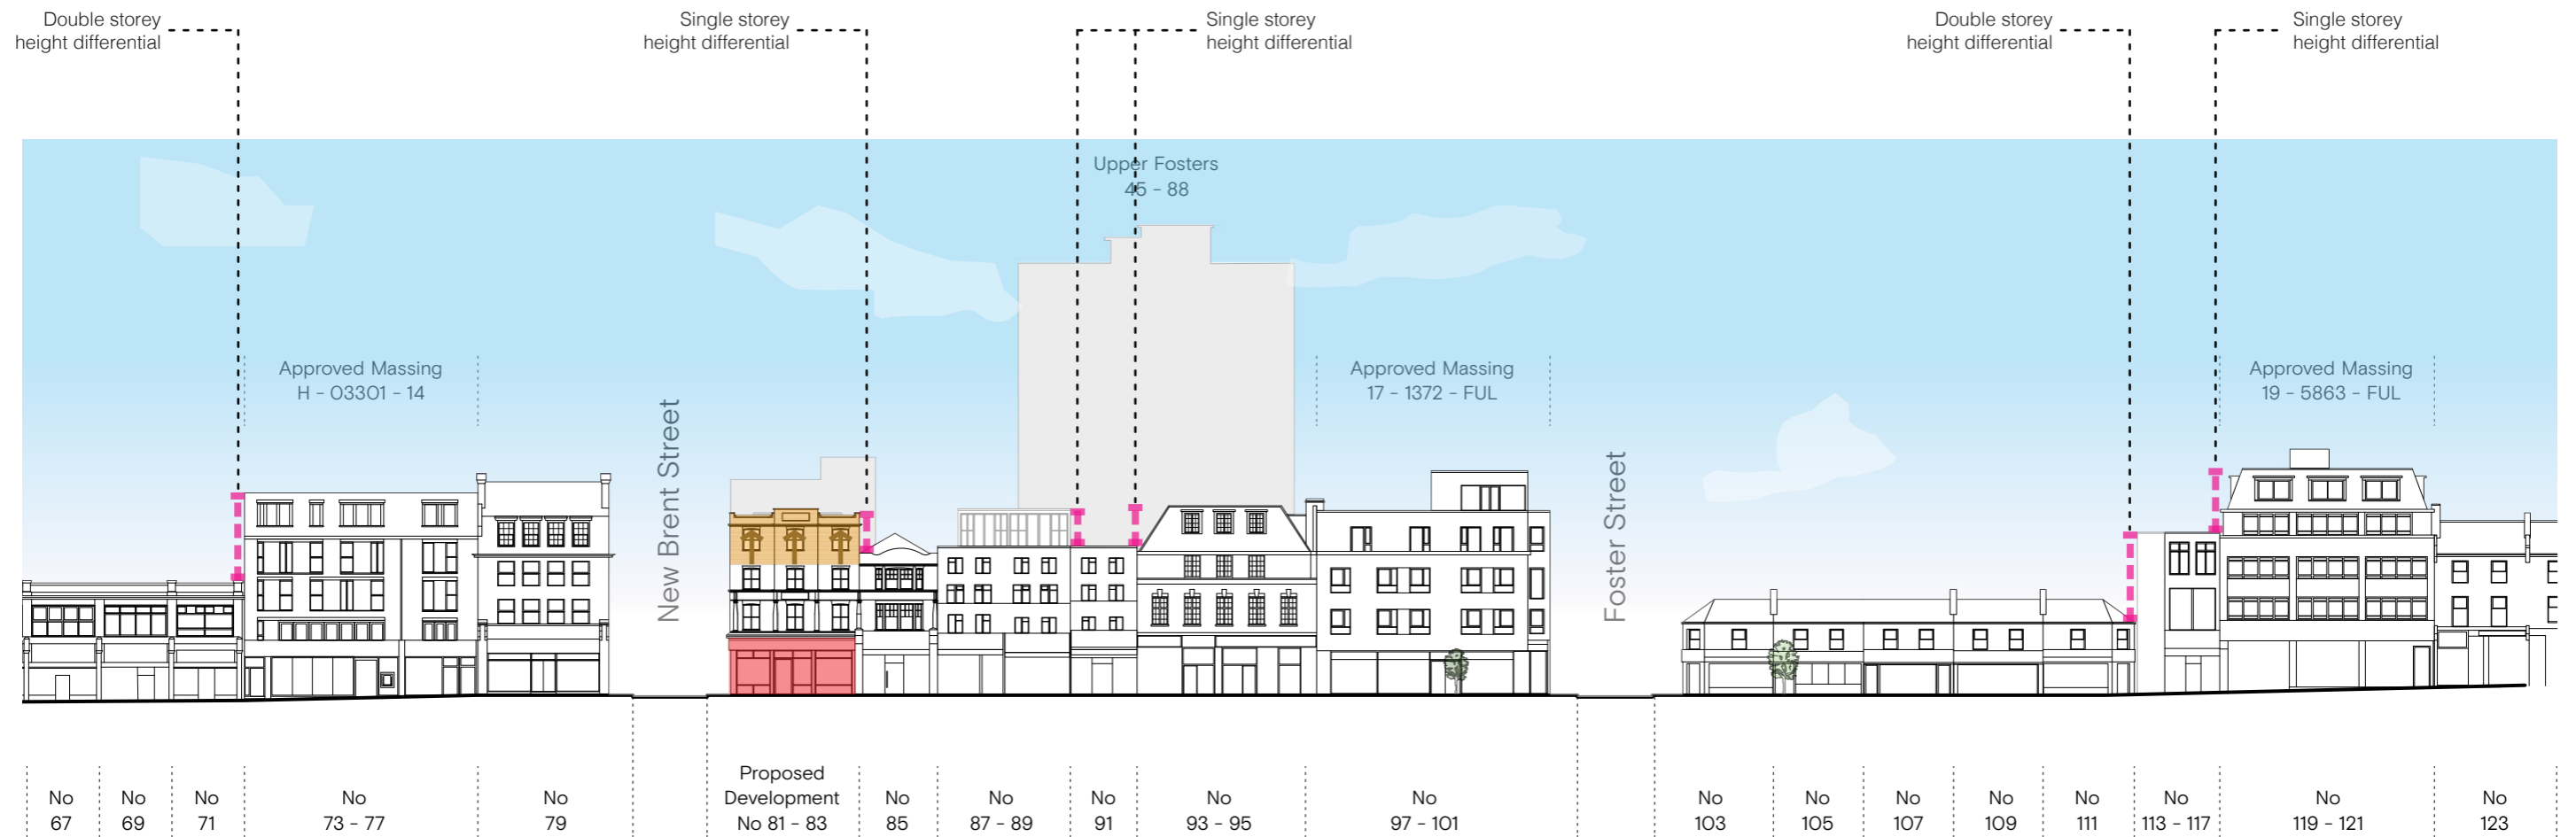 Double storey
height differential
Single storey
height differential
Single storey
height differential
Double storey
height differential
Single storey
height differential
Upper Fosters
45 - 88
Approved Massing
H - 03301 - 14
Approved Massing
17 - 1372 - FUL
Approved Massing
19 - 5863 - FUL
New Brent Street
Foster Street
No
67
No
69
No
71
No
73 - 77
No
79
Proposed
Development
No 81 - 83
No
85
No
87 - 89
No
91
No
93 - 95
No
97 - 101
No
103
No
105
No
107
No
109
No
111
No
113 - 117
No
119 - 121
No
123